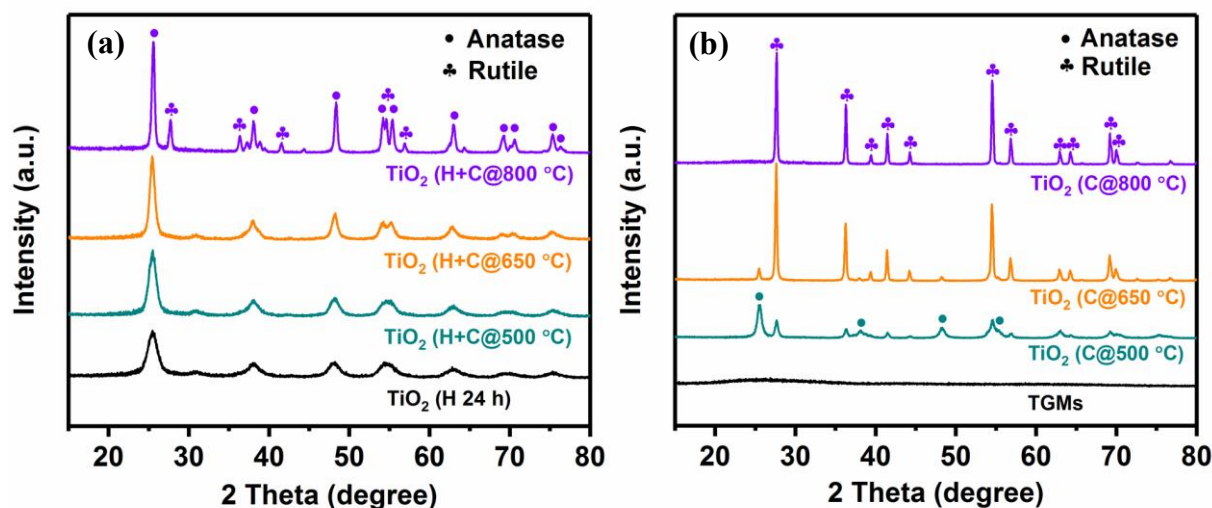 (a)
● Anatase
♣ Rutile
TiO2 (H+C@800 °C)
TiO2 (H+C@650 °C)
TiO2 (H+C@500 °C)
TiO2 (H 24 h)
Intensity (a.u.)
20 30 40 50 60 70 80
2 Theta (degree)
(b)
● Anatase
♣ Rutile
TiO2 (C@800 °C)
TiO2 (C@650 °C)
TiO2 (C@500 °C)
TGMs
Intensity (a.u.)
20 30 40 50 60 70 80
2 Theta (degree)